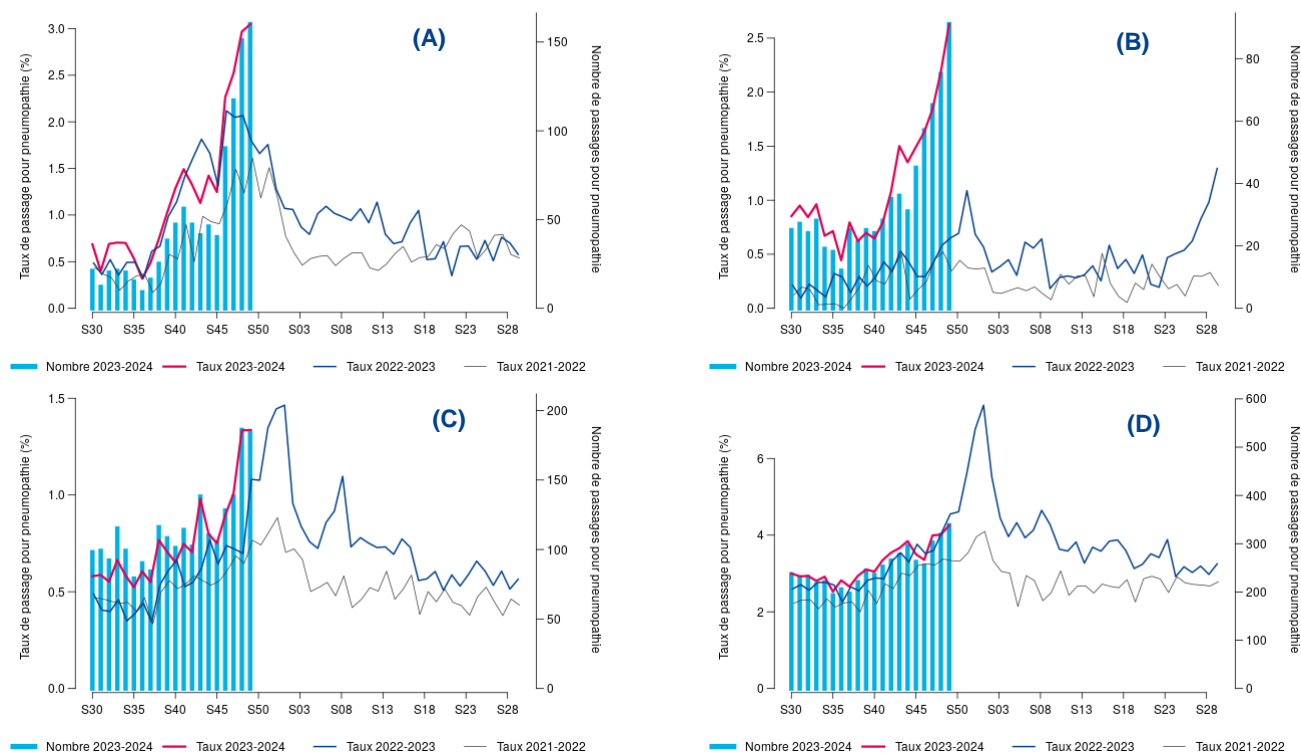 (A)
Taux de passage pour pneumopathie (%)
3.0
2.5
2.0
1.5
1.0
0.5
0.0
150
100
50
0
Nombre de passages pour pneumopathie
S30 S35 S40 S45 S50 S03 S08 S13 S18 S23 S28
Nombre 2023-2024 Taux 2023-2024 Taux 2022-2023 Taux 2021-2022
(B)
Taux de passage pour pneumopathie (%)
2.5
2.0
1.5
1.0
0.5
0.0
80
60
40
20
0
Nombre de passages pour pneumopathie
S30 S35 S40 S45 S50 S03 S08 S13 S18 S23 S28
Nombre 2023-2024 Taux 2023-2024 Taux 2022-2023 Taux 2021-2022
(C)
Taux de passage pour pneumopathie (%)
1.5
1.0
0.5
0.0
200
150
100
50
0
Nombre de passages pour pneumopathie
S30 S35 S40 S45 S50 S03 S08 S13 S18 S23 S28
Nombre 2023-2024 Taux 2023-2024 Taux 2022-2023 Taux 2021-2022
(D)
Taux de passage pour pneumopathie (%)
6
4
2
0
600
500
400
300
200
100
0
Nombre de passages pour pneumopathie
S30 S35 S40 S45 S50 S03 S08 S13 S18 S23 S28
Nombre 2023-2024 Taux 2023-2024 Taux 2022-2023 Taux 2021-2022